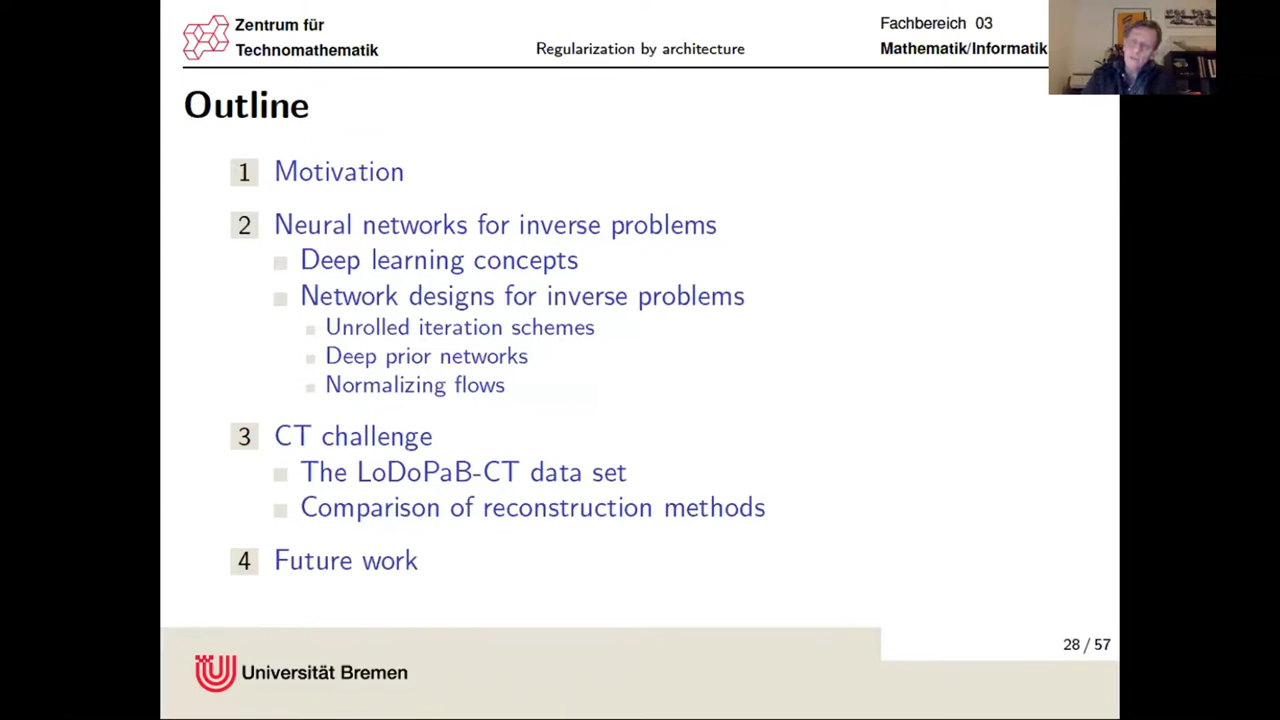 Zentrum für
Technomathematik
Regularization by architecture
Fachbereich 03
Mathematik/Informatik
Outline
1 Motivation
2 Neural networks for inverse problems
Deep learning concepts
Network designs for inverse problems
Unrolled iteration schemes
Deep prior networks
Normalizing flows
3 CT challenge
The LoDoPaB-CT data set
Comparison of reconstruction methods
4 Future work
28 / 57
Universität Bremen